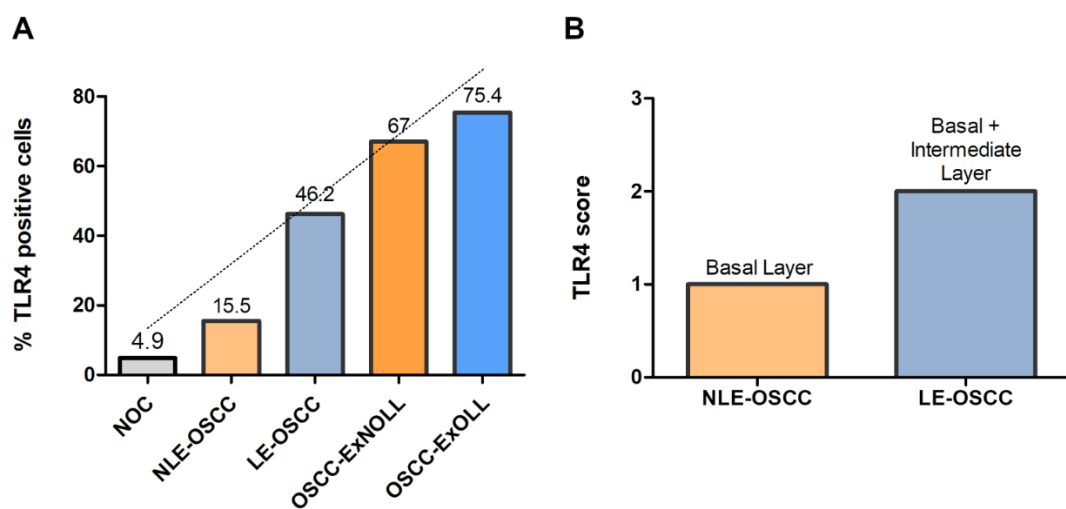 A
% TLR4 positive cells
80
60
40
20
0
4.9
15.5
46.2
67
75.4
NOC
NLE-OSCC
LE-OSCC
OSCC-ExNOLL
OSCC-ExOLL
B
TLR4 score
3
2
1
0
Basal Layer
Basal +
Intermediate
Layer
NLE-OSCC
LE-OSCC